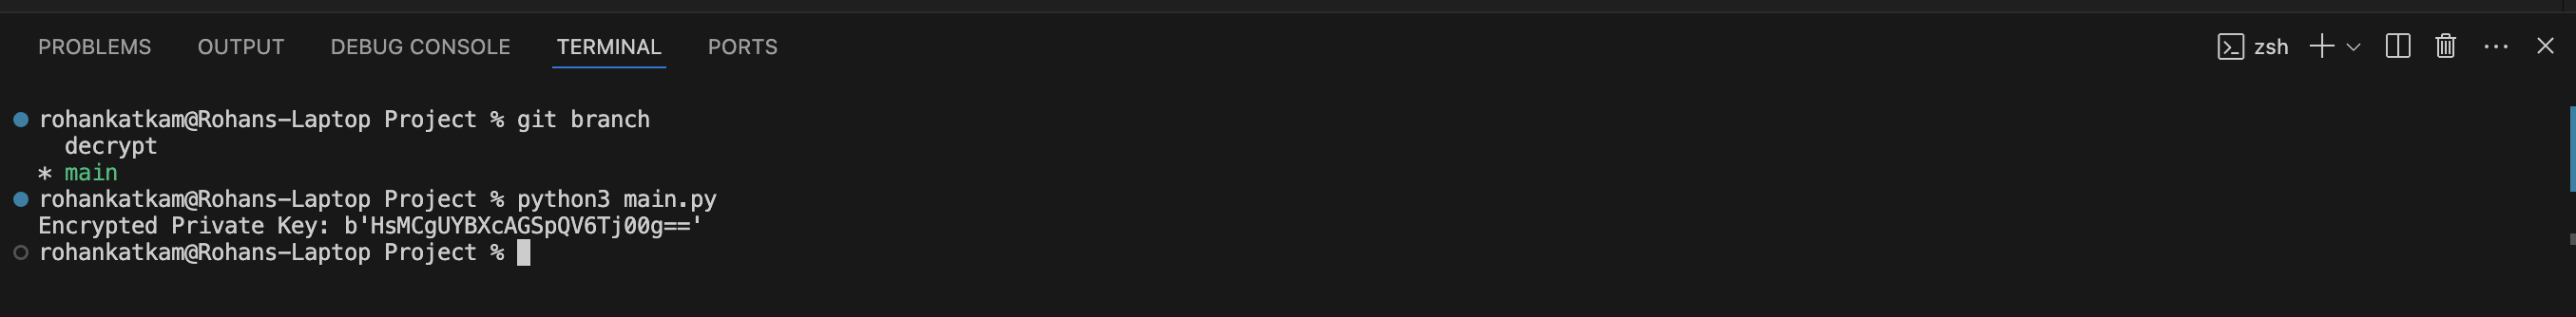 PROBLEMS OUTPUT DEBUG CONSOLE TERMINAL PORTS zsh
rohankatkam@Rohans-Laptop Project % git branch
decrypt
* main
rohankatkam@Rohans-Laptop Project % python3 main.py
Encrypted Private Key: b'HsMCgUYBXcAGSpQV6Tj00g=='
rohankatkam@Rohans-Laptop Project %